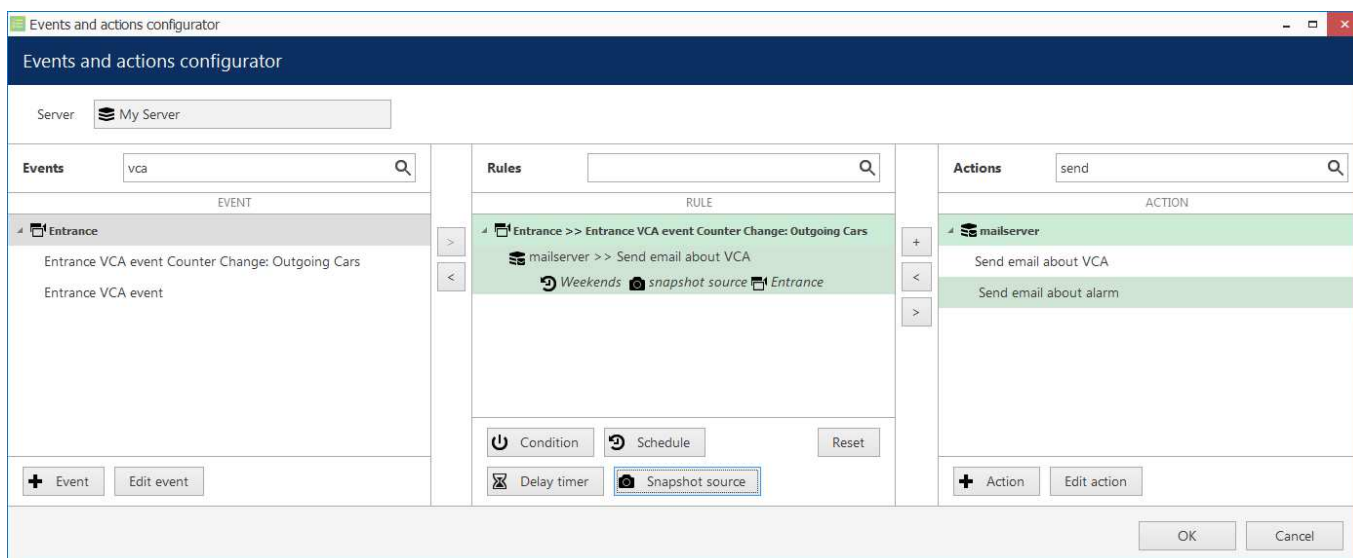 Events and actions configurator
Events and actions configurator
Server My Server
Events vca
EVENT
Entrance
Entrance VCA event Counter Change: Outgoing Cars
Entrance VCA event
+ Event Edit event
>
<
Rules
RULE
Entrance >> Entrance VCA event Counter Change: Outgoing Cars
mailserver >> Send email about VCA
Weekends snapshot source Entrance
Condition Schedule Reset
Delay timer Snapshot source
+
<
>
Actions send
ACTION
mailserver
Send email about VCA
Send email about alarm
+ Action Edit action
OK Cancel